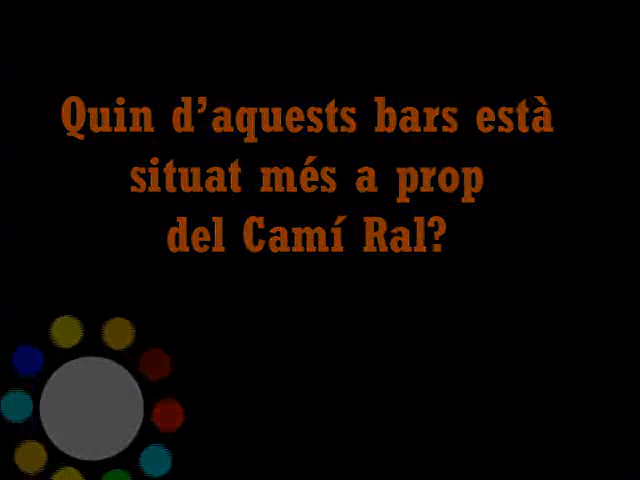 Quin d’aquests bars està
situat més a prop
del Camí Ral?